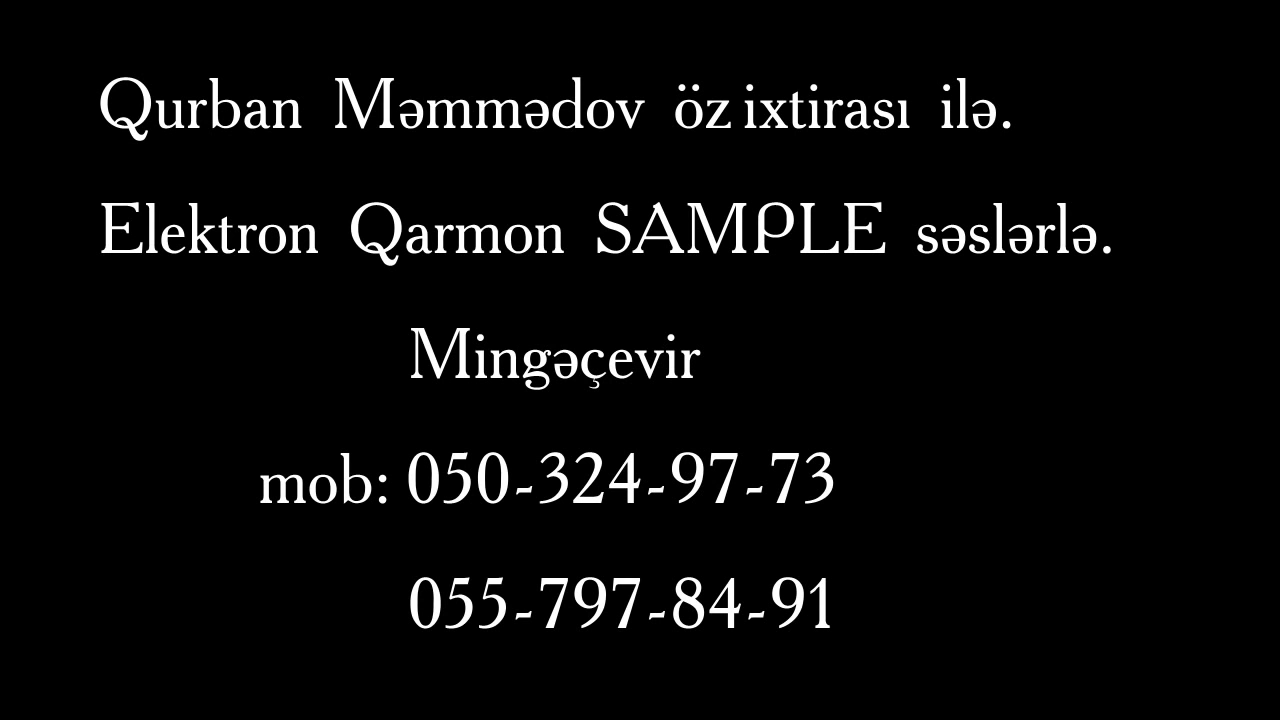 Qurban Məmmədov öz ixtirası ilə.
Elektron Qarmon SAMPLE səslərlə.
Mingəçevir
mob: 050-324-97-73
055-797-84-91